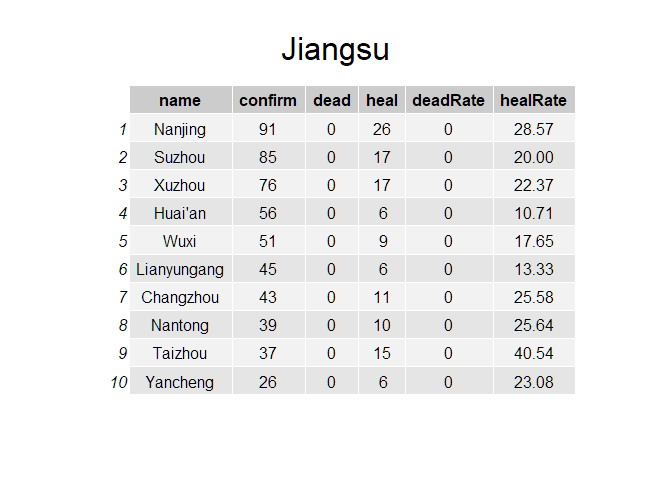 Jiangsu
name confirm dead heal deadRate healRate
1 Nanjing 91 0 26 0 28.57
2 Suzhou 85 0 17 0 20.00
3 Xuzhou 76 0 17 0 22.37
4 Huai'an 56 0 6 0 10.71
5 Wuxi 51 0 9 0 17.65
6 Lianyungang 45 0 6 0 13.33
7 Changzhou 43 0 11 0 25.58
8 Nantong 39 0 10 0 25.64
9 Taizhou 37 0 15 0 40.54
10 Yancheng 26 0 6 0 23.08